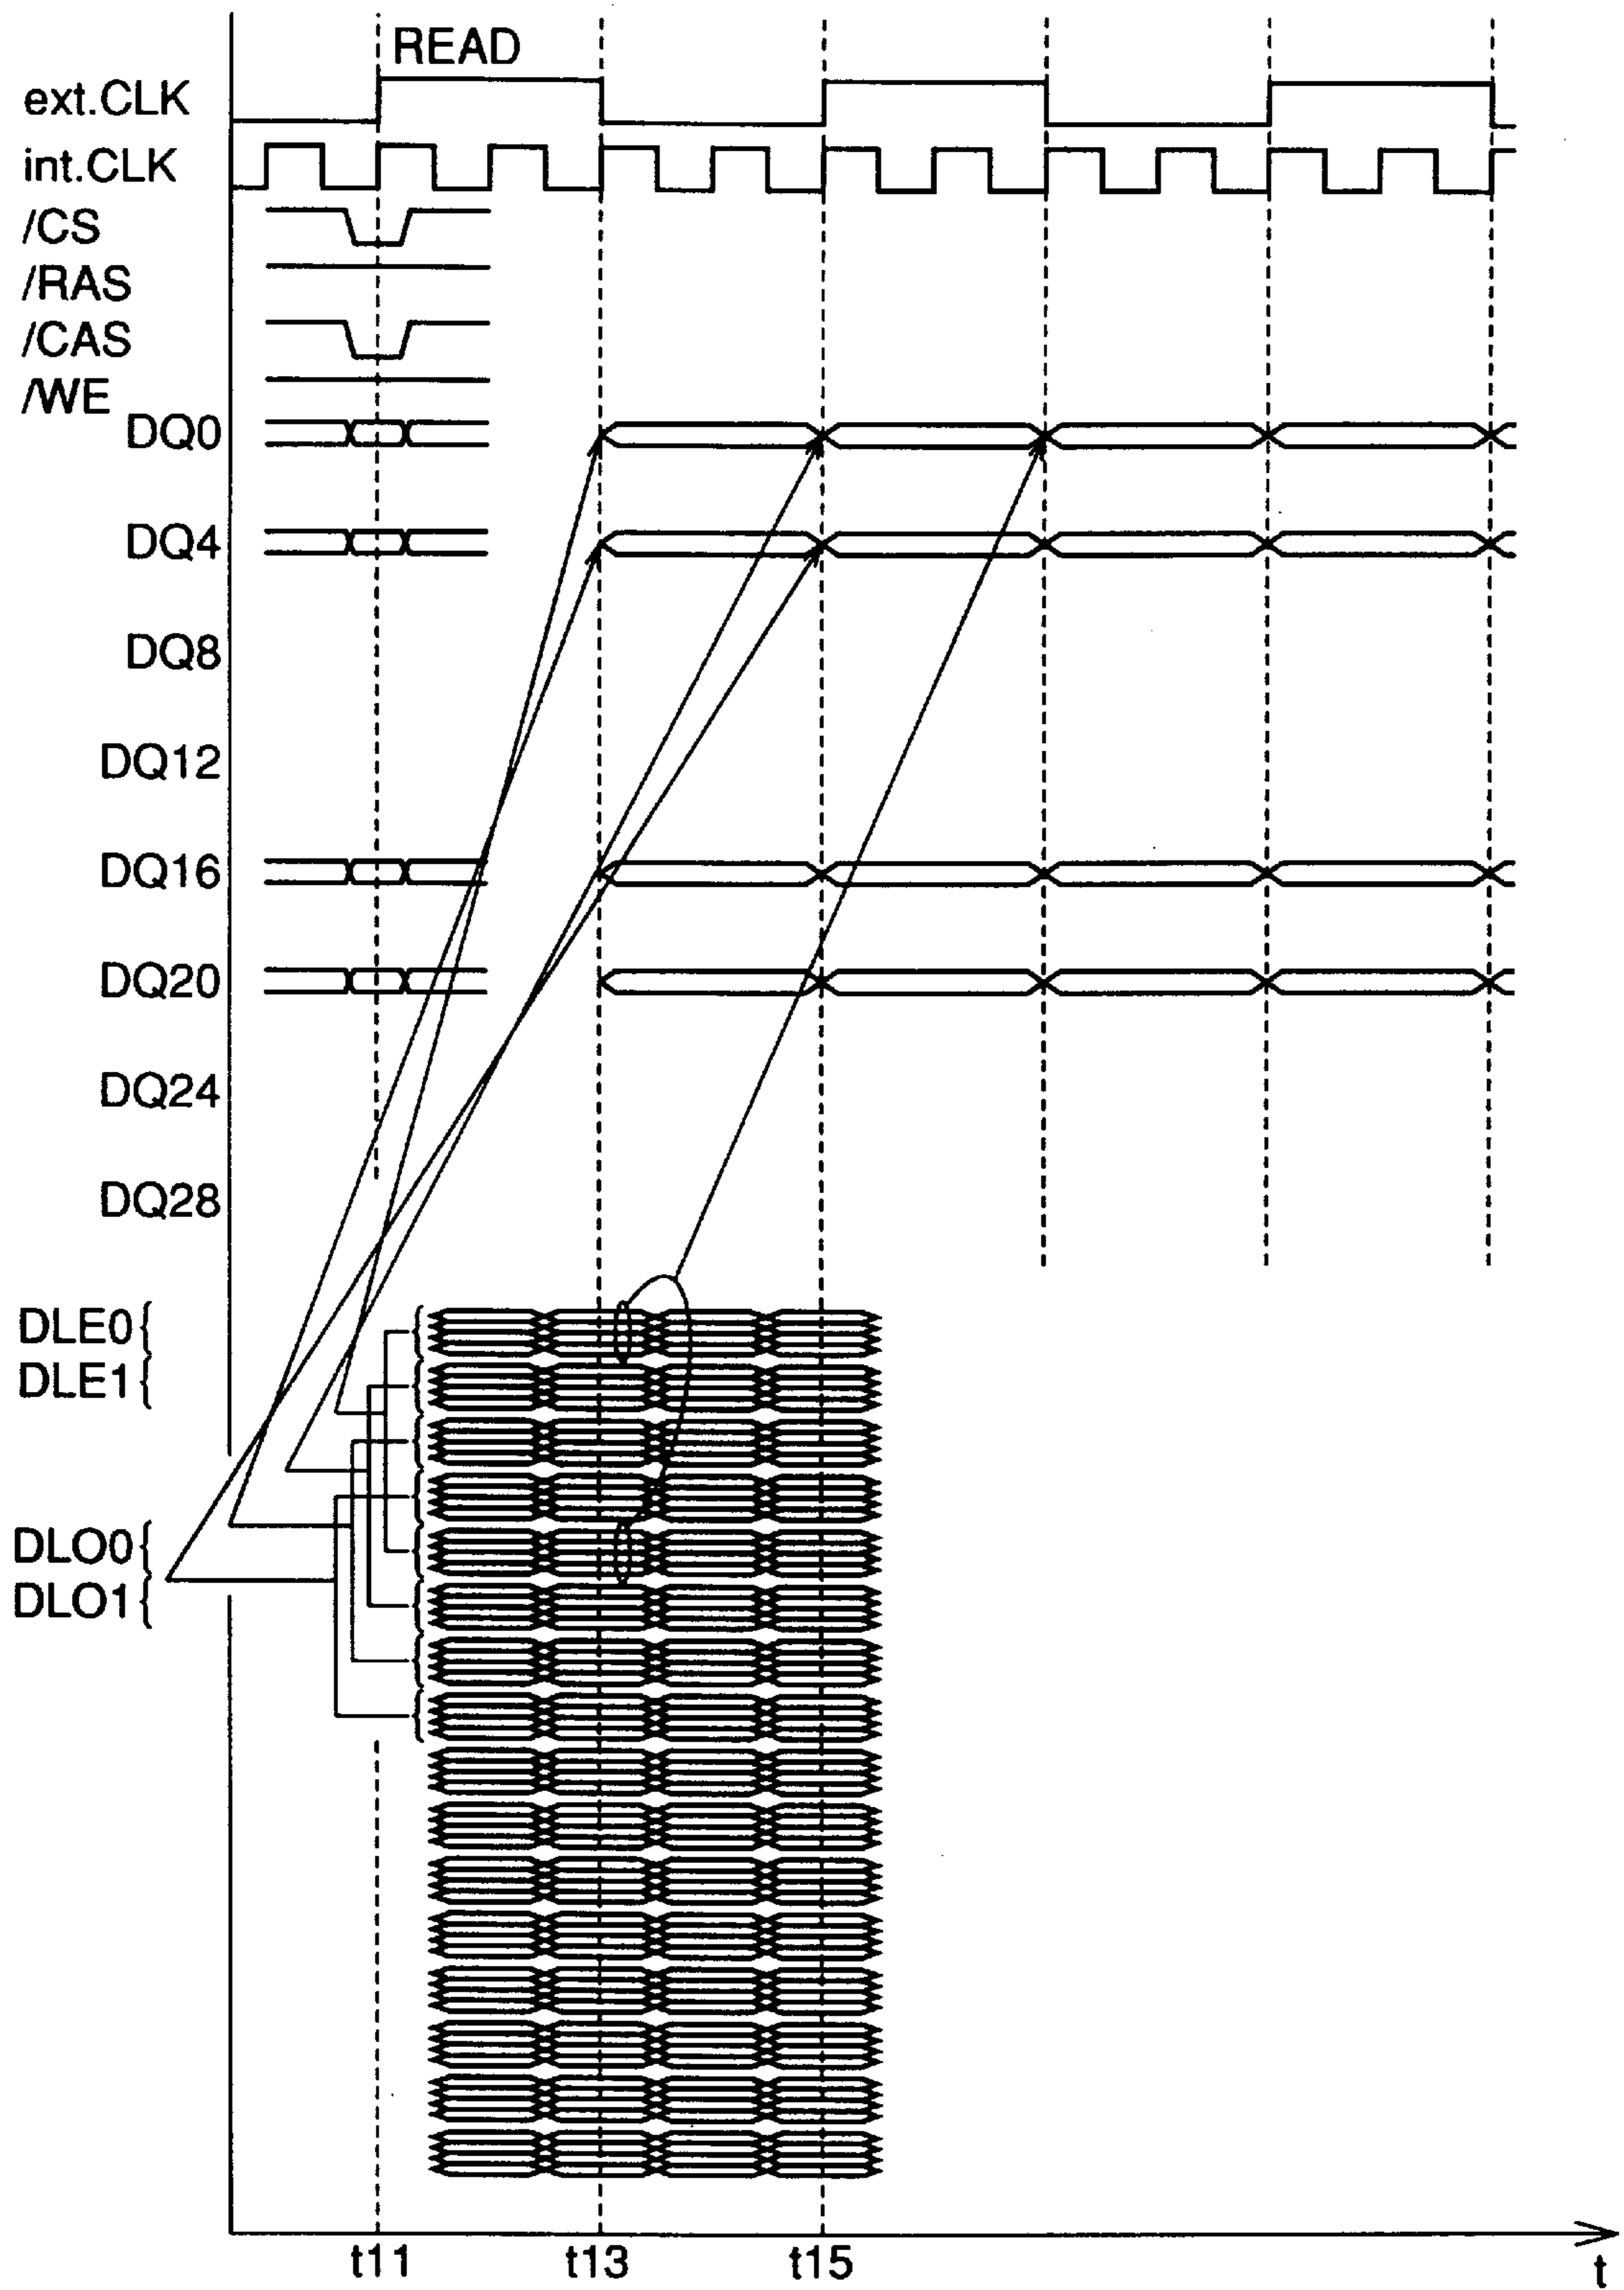 READ
ext.CLK
int.CLK
/CS
/RAS
/CAS
/WE
DQ0
DQ4
DQ8
DQ12
DQ16
DQ20
DQ24
DQ28
DLE0{
DLE1{
DLO0{
DLO1{
t11 t13 t15 t